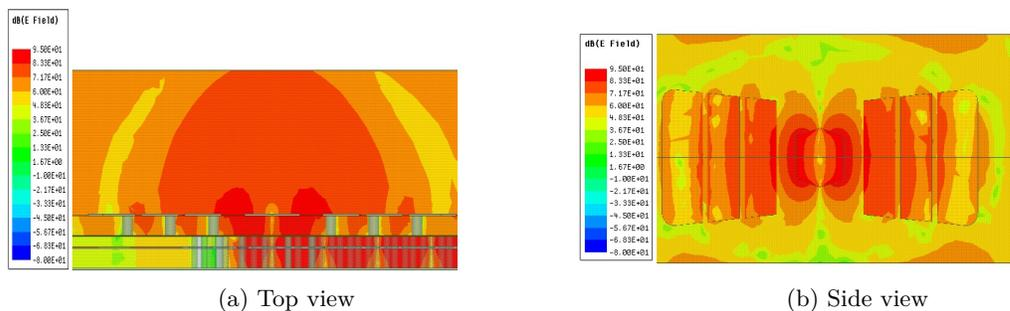 dB(E Field)
9.50E+01
8.33E+01
7.17E+01
6.00E+01
4.83E+01
3.67E+01
2.50E+01
1.33E+01
1.67E+00
-1.00E+01
-2.17E+01
-3.33E+01
-4.50E+01
-5.67E+01
-6.83E+01
-8.00E+01
(a) Top view
dB(E Field)
9.50E+01
8.33E+01
7.17E+01
6.00E+01
4.83E+01
3.67E+01
2.50E+01
1.33E+01
1.67E+00
-1.00E+01
-2.17E+01
-3.33E+01
-4.50E+01
-5.67E+01
-6.83E+01
-8.00E+01
(b) Side view